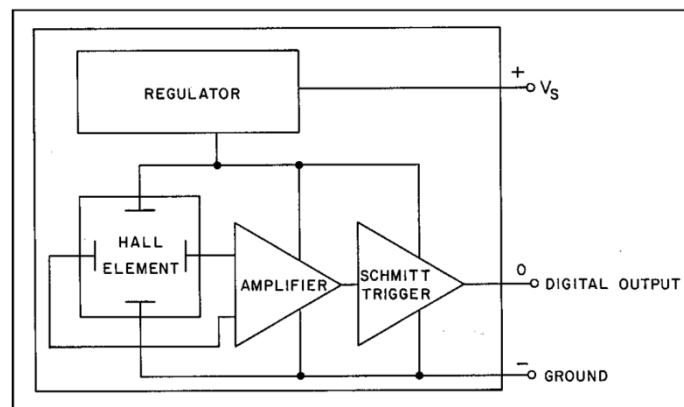 REGULATOR
+
VS
HALL
ELEMENT
AMPLIFIER
SCHMITT
TRIGGER
O
DIGITAL OUTPUT
−
GROUND